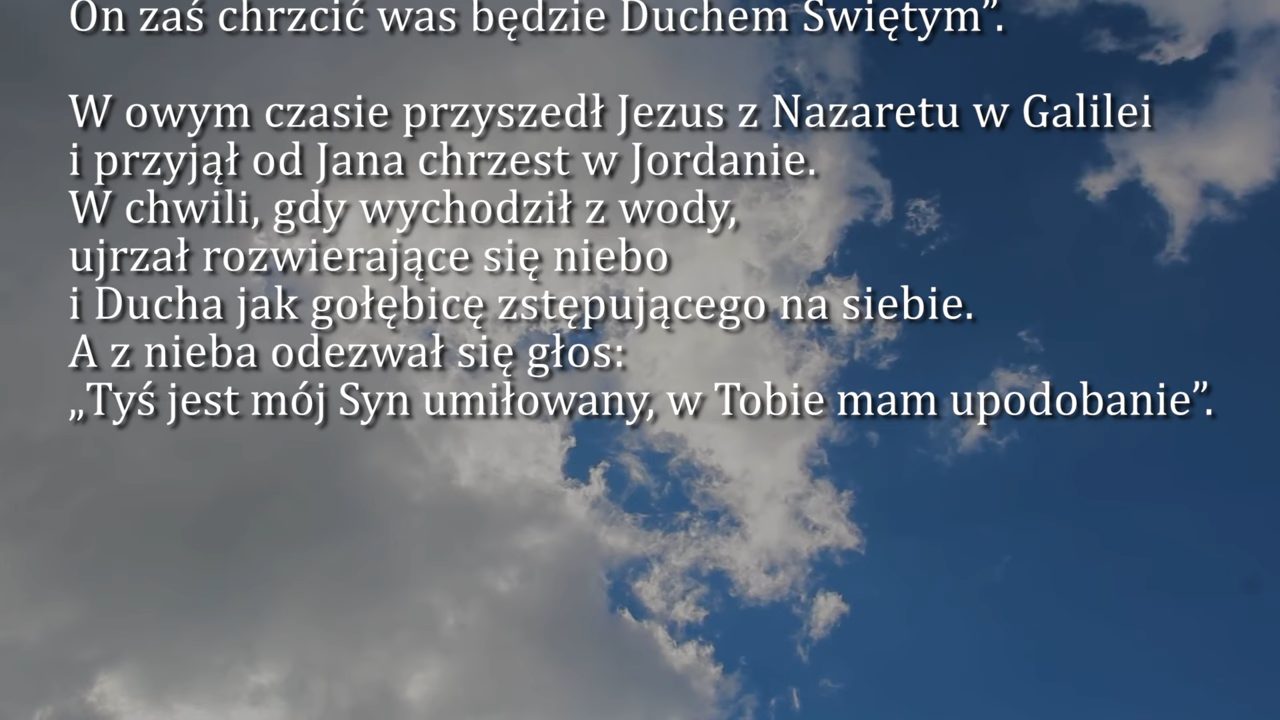 On zaś chrzcić was będzie Duchem Świętym”.
W owym czasie przyszedł Jezus z Nazaretu w Galilei
i przyjął od Jana chrzest w Jordanie.
W chwili, gdy wychodził z wody,
ujrzał rozwierające się niebo
i Ducha jak gołębicę zstępującego na siebie.
A z nieba odezwał się głos:
„Tyś jest mój Syn umiłowany, w Tobie mam upodobanie”.